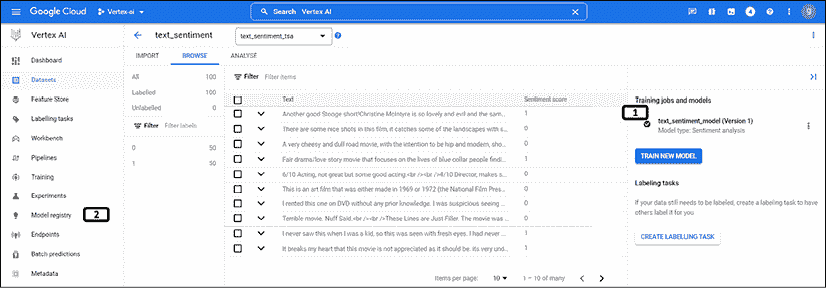 Google Cloud
Vertex-ai
Search Vertex AI
4
Vertex AI
text_sentiment
text_sentiment_tsa
IMPORT
BROWSE
ANALYSE
Dashboard
Datasets
Feature Store
Labelling tasks
Workbench
Pipelines
Training
Experiments
Model registry
2
Endpoints
Batch predictions
Metadata
All 100
Labelled 100
Unlabelled 0
Filter Filter labels
0 50
1 50
Filter Filter items
Text Sentiment score
Another good Stooge short!Christine McIntyre is so lovely and evil and the sam... 1
There are some nice shots in this film, it catches some of the landscapes with s... 0
A very cheesy and dull road movie, with the intention to be hip and modern, sho... 0
Fair drama/love story movie that focuses on the lives of blue collar people findi... 1
6/10 Acting, not great but some good acting.<br /><br />4/10 Director, makes s... 0
This is an art film that was either made in 1969 or 1972 (the National Film Pres... 0
I rented this one on DVD without any prior knowledge. I was suspicious seeing ... 0
Terrible movie. Nuff Said.<br /><br />These Lines are Just Filler. The movie was ... 0
I never saw this when I was a kid, so this was seen with fresh eyes. I had never ... 1
It breaks my heart that this movie is not appreciated as it should be. its very und... 1
Items per page: 10 1 – 10 of many
Training jobs and models
1
text_sentiment_model (Version 1)
Model type: Sentiment analysis
TRAIN NEW MODEL
Labeling tasks
If your data still needs to be labeled, create a labeling task to have
others label it for you
CREATE LABELLING TASK